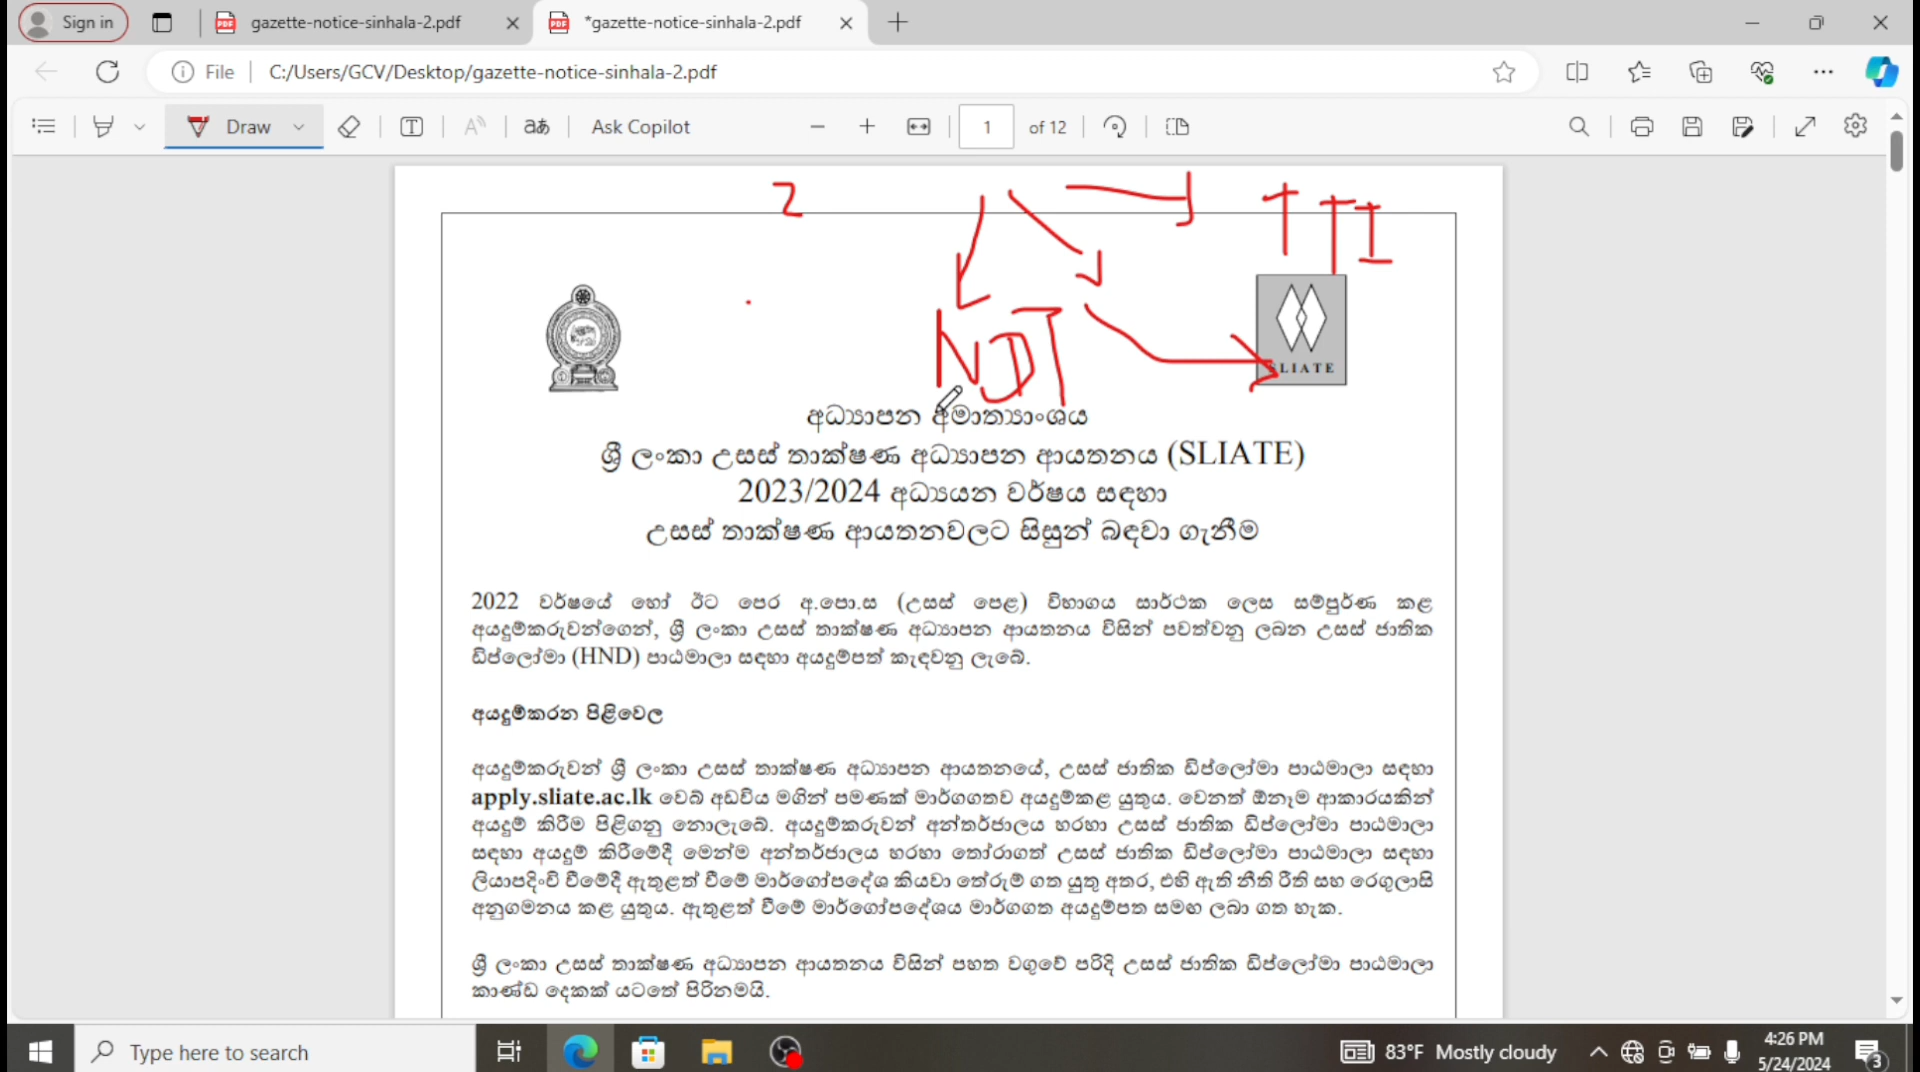 Sign in
gazette-notice-sinhala-2.pdf
*gazette-notice-sinhala-2.pdf
File
C:/Users/GCV/Desktop/gazette-notice-sinhala-2.pdf
Draw
aあ
Ask Copilot
1 of 12
2
TTI
NDT
SLIATE
අධ්‍යාපන අමාත්‍යාංශය
ශ්‍රී ලංකා උසස් තාක්ෂණ අධ්‍යාපන ආයතනය (SLIATE)
2023/2024 අධ්‍යයන වර්ෂය සඳහා
උසස් තාක්ෂණ ආයතනවලට සිසුන් බඳවා ගැනීම
2022 වර්ෂයේ හෝ ඊට පෙර අ.පො.ස (උසස් පෙළ) විභාගය සාර්ථක ලෙස සම්පුර්ණ කළ
අයදුම්කරුවන්ගෙන්, ශ්‍රී ලංකා උසස් තාක්ෂණ අධ්‍යාපන ආයතනය විසින් පවත්වනු ලබන උසස් ජාතික
ඩිප්ලෝමා (HND) පාඨමාලා සඳහා අයදුම්පත් කැඳවනු ලැබේ.
අයදුම්කරන පිළිවෙල
අයදුම්කරුවන් ශ්‍රී ලංකා උසස් තාක්ෂණ අධ්‍යාපන ආයතනයේ, උසස් ජාතික ඩිප්ලෝමා පාඨමාලා සඳහා
apply.sliate.ac.lk වෙබ් අඩවිය මගින් පමණක් මාර්ගගතව අයදුම්කළ යුතුය. වෙනත් ඕනෑම ආකාරයකින්
අයදුම් කිරීම පිළිගනු නොලැබේ. අයදුම්කරුවන් අන්තර්ජාලය හරහා උසස් ජාතික ඩිප්ලෝමා පාඨමාලා
සඳහා අයදුම් කිරීමේදී මෙන්ම අන්තර්ජාලය හරහා තෝරාගත් උසස් ජාතික ඩිප්ලෝමා පාඨමාලා සඳහා
ලියාපදිංචි වීමේදී ඇතුළත් වීමේ මාර්ගෝපදේශ කියවා තේරුම් ගත යුතු අතර, එහි ඇති නීති රීති සහ රෙගුලාසි
අනුගමනය කළ යුතුය. ඇතුළත් වීමේ මාර්ගෝපදේශය මාර්ගගත අයදුම්පත සමඟ ලබා ගත හැක.
ශ්‍රී ලංකා උසස් තාක්ෂණ අධ්‍යාපන ආයතනය විසින් පහත වගුවේ පරිදි උසස් ජාතික ඩිප්ලෝමා පාඨමාලා
කාණ්ඩ දෙකක් යටතේ පිරිනමයි.
Type here to search
83°F Mostly cloudy
4:26 PM
5/24/2024
3